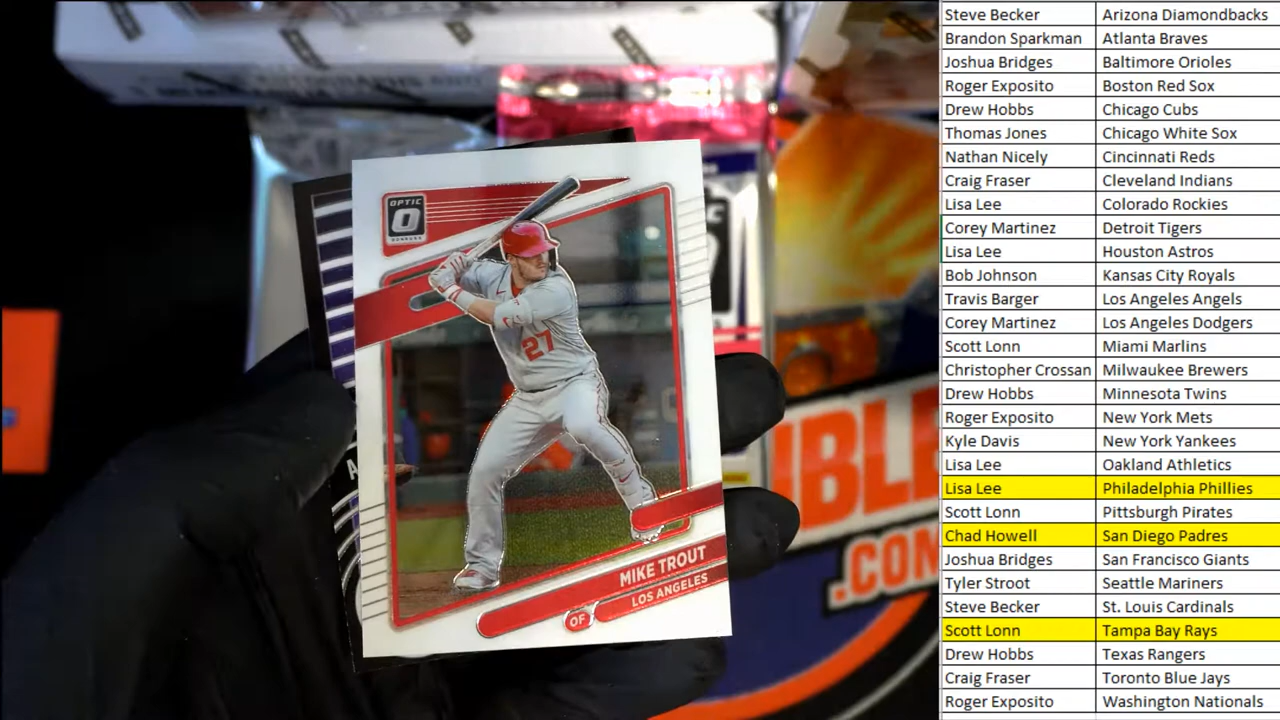 OPTIC
DONRUSS
27
MIKE TROUT
LOS ANGELES
OF
IBLE
.COM
Steve Becker Arizona Diamondbacks
Brandon Sparkman Atlanta Braves
Joshua Bridges Baltimore Orioles
Roger Exposito Boston Red Sox
Drew Hobbs Chicago Cubs
Thomas Jones Chicago White Sox
Nathan Nicely Cincinnati Reds
Craig Fraser Cleveland Indians
Lisa Lee Colorado Rockies
Corey Martinez Detroit Tigers
Lisa Lee Houston Astros
Bob Johnson Kansas City Royals
Travis Barger Los Angeles Angels
Corey Martinez Los Angeles Dodgers
Scott Lonn Miami Marlins
Christopher Crossan Milwaukee Brewers
Drew Hobbs Minnesota Twins
Roger Exposito New York Mets
Kyle Davis New York Yankees
Lisa Lee Oakland Athletics
Lisa Lee Philadelphia Phillies
Scott Lonn Pittsburgh Pirates
Chad Howell San Diego Padres
Joshua Bridges San Francisco Giants
Tyler Stroot Seattle Mariners
Steve Becker St. Louis Cardinals
Scott Lonn Tampa Bay Rays
Drew Hobbs Texas Rangers
Craig Fraser Toronto Blue Jays
Roger Exposito Washington Nationals